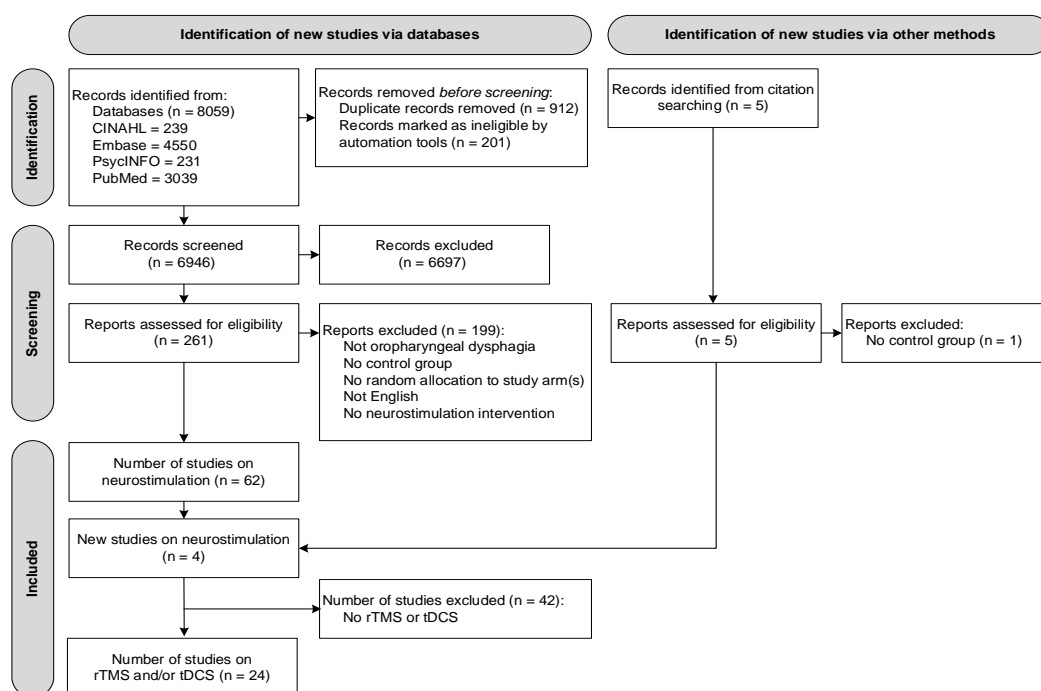 Identification of new studies via databases
Identification of new studies via other methods
Identification
Records identified from:
Databases (n = 8059)
CINAHL = 239
Embase = 4550
PsycINFO = 231
PubMed = 3039
Records removed before screening:
Duplicate records removed (n = 912)
Records marked as ineligible by
automation tools (n = 201)
Records identified from citation
searching (n = 5)
Screening
Records screened
(n = 6946)
Records excluded
(n = 6697)
Reports assessed for eligibility
(n = 261)
Reports excluded (n = 199):
Not oropharyngeal dysphagia
No control group
No random allocation to study arm(s)
Not English
No neurostimulation intervention
Reports assessed for eligibility
(n = 5)
Reports excluded:
No control group (n = 1)
Included
Number of studies on
neurostimulation (n = 62)
New studies on neurostimulation
(n = 4)
Number of studies excluded (n = 42):
No rTMS or tDCS
Number of studies on
rTMS and/or tDCS (n = 24)